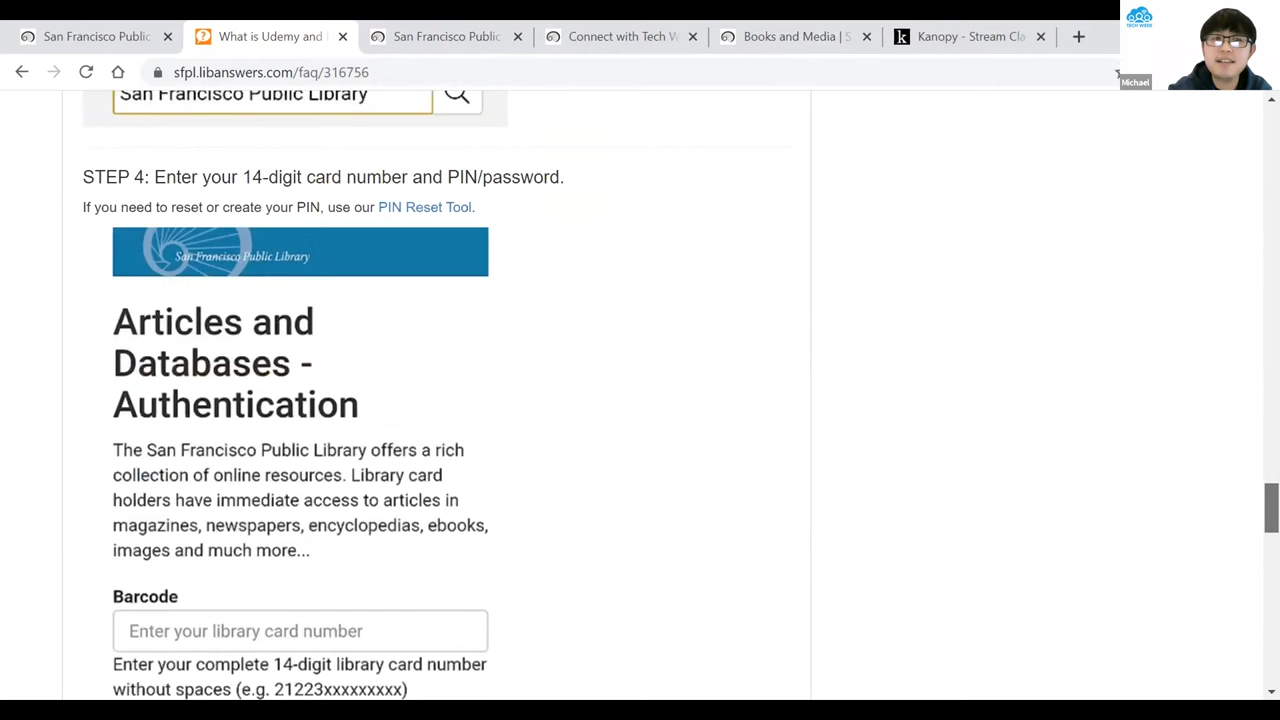 San Francisco Public
What is Udemy and
San Francisco Public
Connect with Tech W
Books and Media | S
Kanopy - Stream Cla
TECH WEEK
sfpl.libanswers.com/faq/316756
Michael
San Francisco Public Library
STEP 4: Enter your 14-digit card number and PIN/password.
If you need to reset or create your PIN, use our PIN Reset Tool.
San Francisco Public Library
Articles and
Databases -
Authentication
The San Francisco Public Library offers a rich
collection of online resources. Library card
holders have immediate access to articles in
magazines, newspapers, encyclopedias, ebooks,
images and much more...
Barcode
Enter your library card number
Enter your complete 14-digit library card number
without spaces (e.g. 21223xxxxxxxxx)